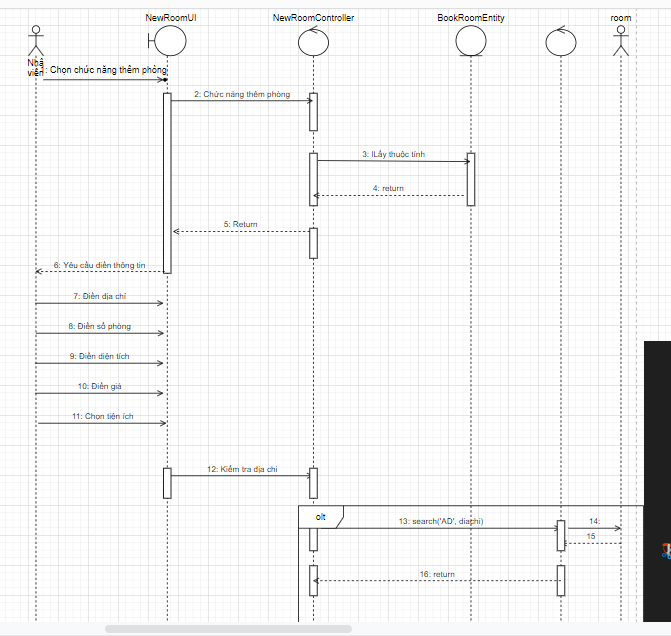 NewRoomUI
NewRoomController
BookRoomEntity
room
Nhâ
viên
: Chọn chức năng thêm phòng
2: Chức năng thêm phòng
3: lLấy thuộc tính
4: return
5: Return
6: Yêu cầu điền thông tin
7: Điền địa chỉ
8: Điền số phòng
9: Điền diện tích
10: Điền giá
11: Chọn tiện ích
12: Kiểm tra địa chỉ
olt
13: search('AD', diachi)
14:
15
16: return